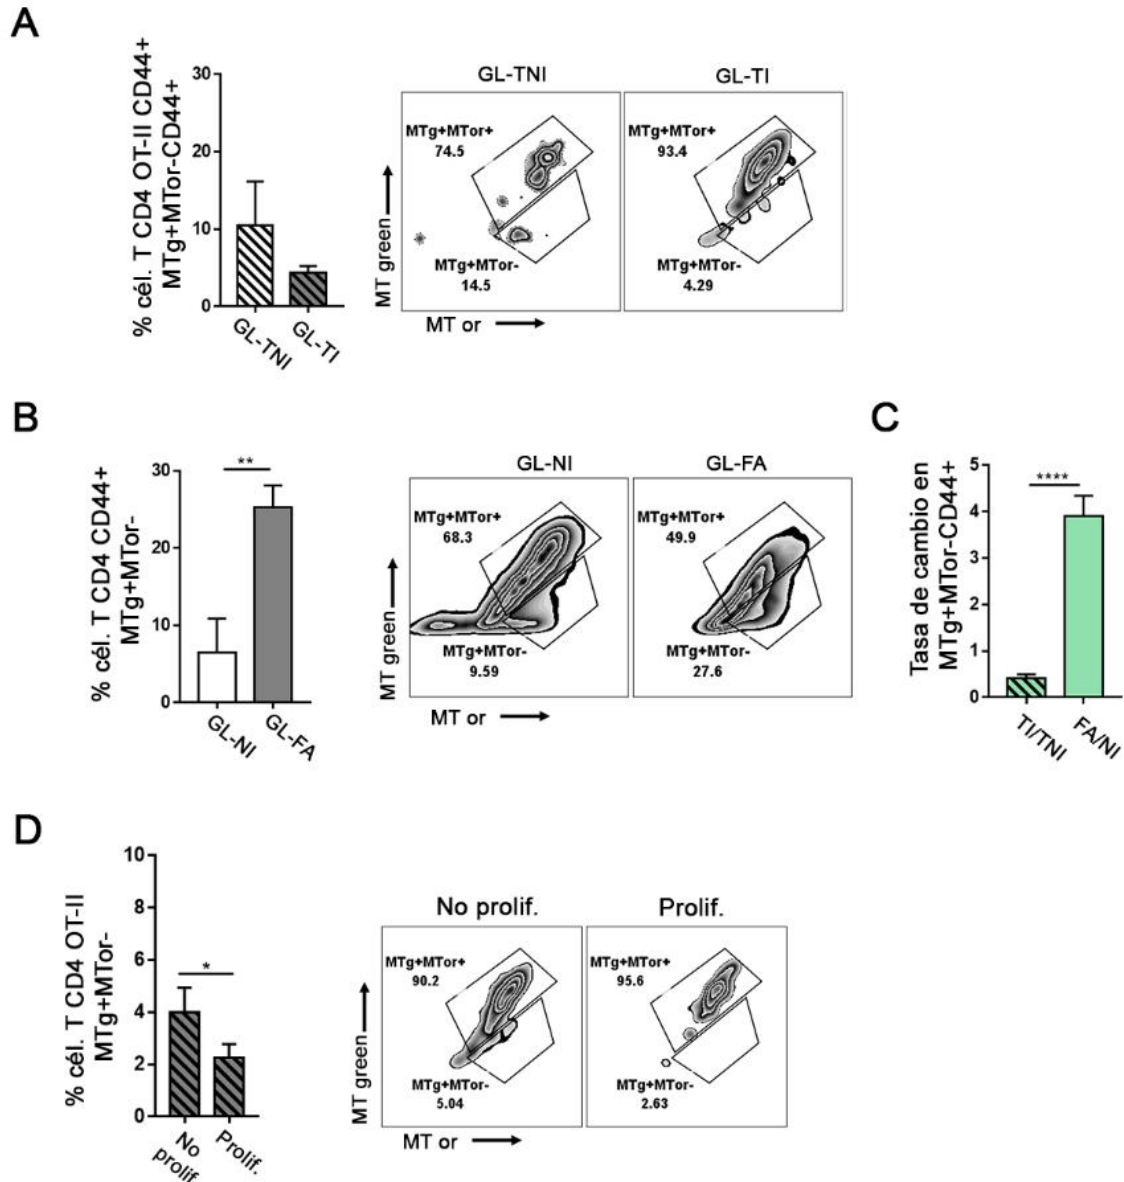 A
% cél. T CD4 OT-II CD44+
MTg+MTor-CD44+
30
20
10
0
GL-TNI
GL-TI
GL-TNI
GL-TI
MTg+MTor+
74.5
MTg+MTor-
14.5
MTg+MTor+
93.4
MTg+MTor-
4.29
MT green
MT or
B
% cél. T CD4 CD44+
MTg+MTor-
30
20
10
0
**
GL-NI
GL-FA
GL-NI
GL-FA
MTg+MTor+
68.3
MTg+MTor-
9.59
MTg+MTor+
49.9
MTg+MTor-
27.6
MT green
MT or
C
Tasa de cambio en
MTg+MTor-CD44+
5
4
3
2
1
0
****
TI/TNI
FA/NI
D
% cél. T CD4 OT-II
MTg+MTor-
10
8
6
4
2
0
*
No
prolif.
Prolif.
No prolif.
Prolif.
MTg+MTor+
90.2
MTg+MTor-
5.04
MTg+MTor+
95.6
MTg+MTor-
2.63
MT green
MT or